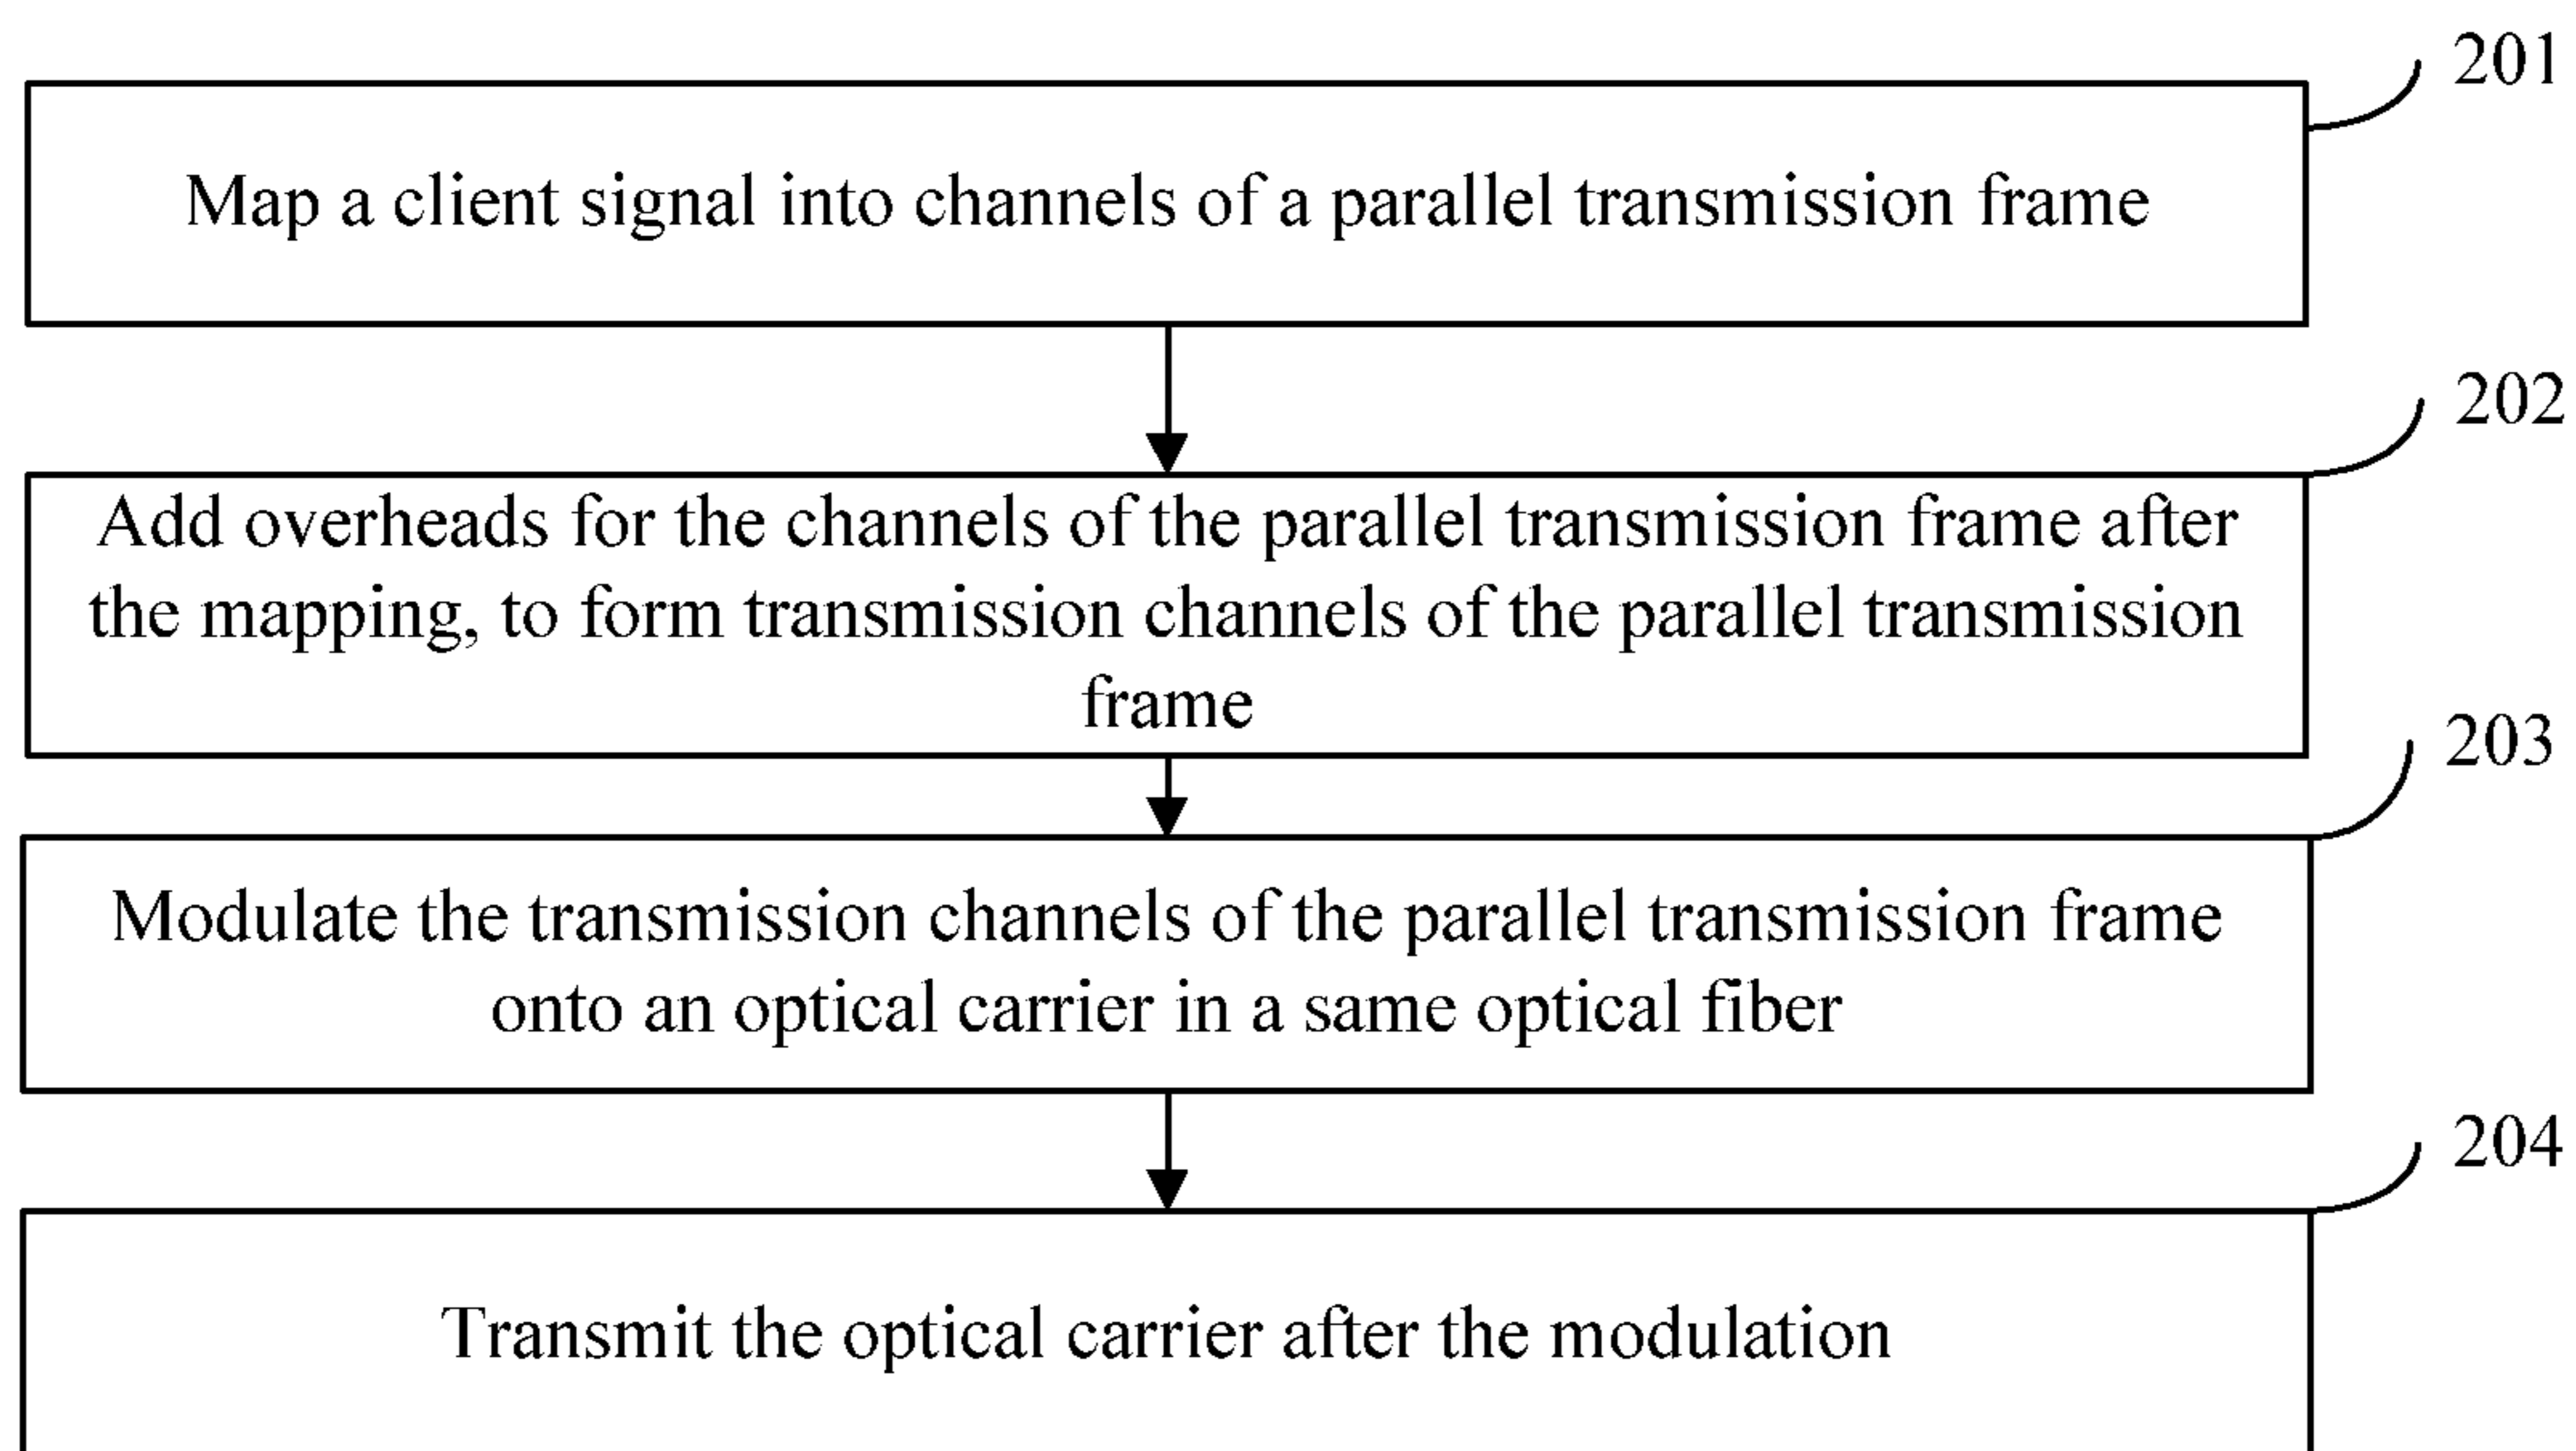 201
Map a client signal into channels of a parallel transmission frame
202
Add overheads for the channels of the parallel transmission frame after
the mapping, to form transmission channels of the parallel transmission
frame
203
Modulate the transmission channels of the parallel transmission frame
onto an optical carrier in a same optical fiber
204
Transmit the optical carrier after the modulation